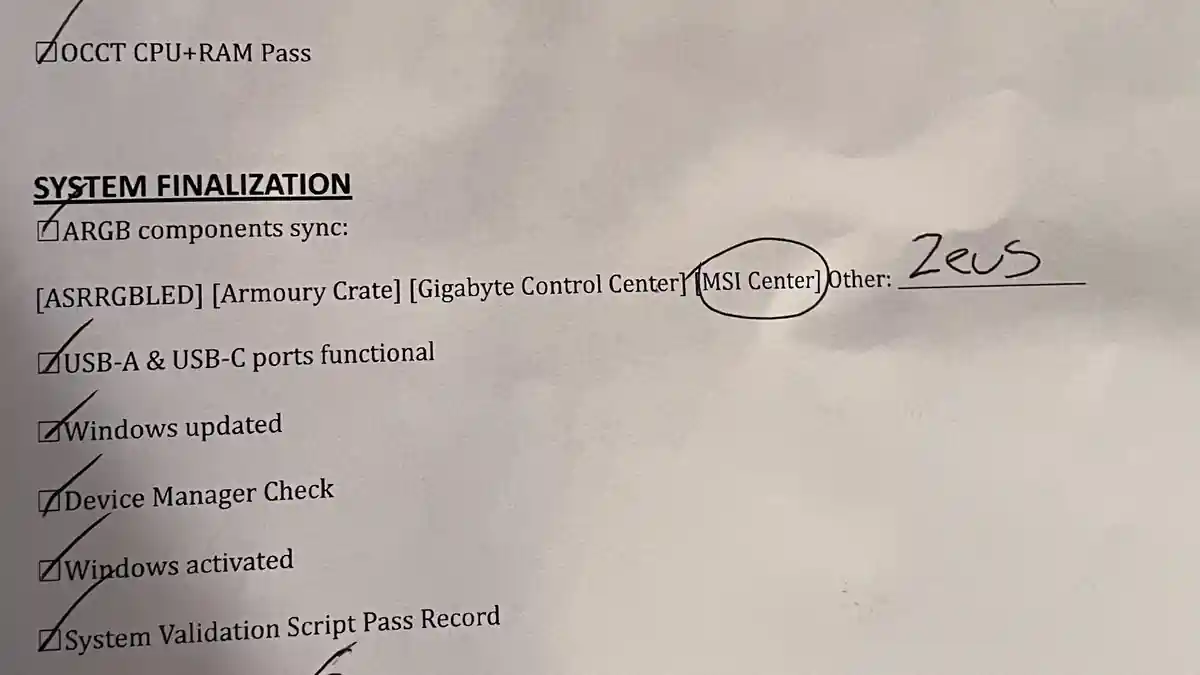 ☑OCCT CPU+RAM Pass
SYSTEM FINALIZATION
☑ARGB components sync:
[ASRRGBLED] [Armoury Crate] [Gigabyte Control Center] [MSI Center] Other: Zeus
☑USB-A & USB-C ports functional
☑Windows updated
☑Device Manager Check
☑Windows activated
☑System Validation Script Pass Record